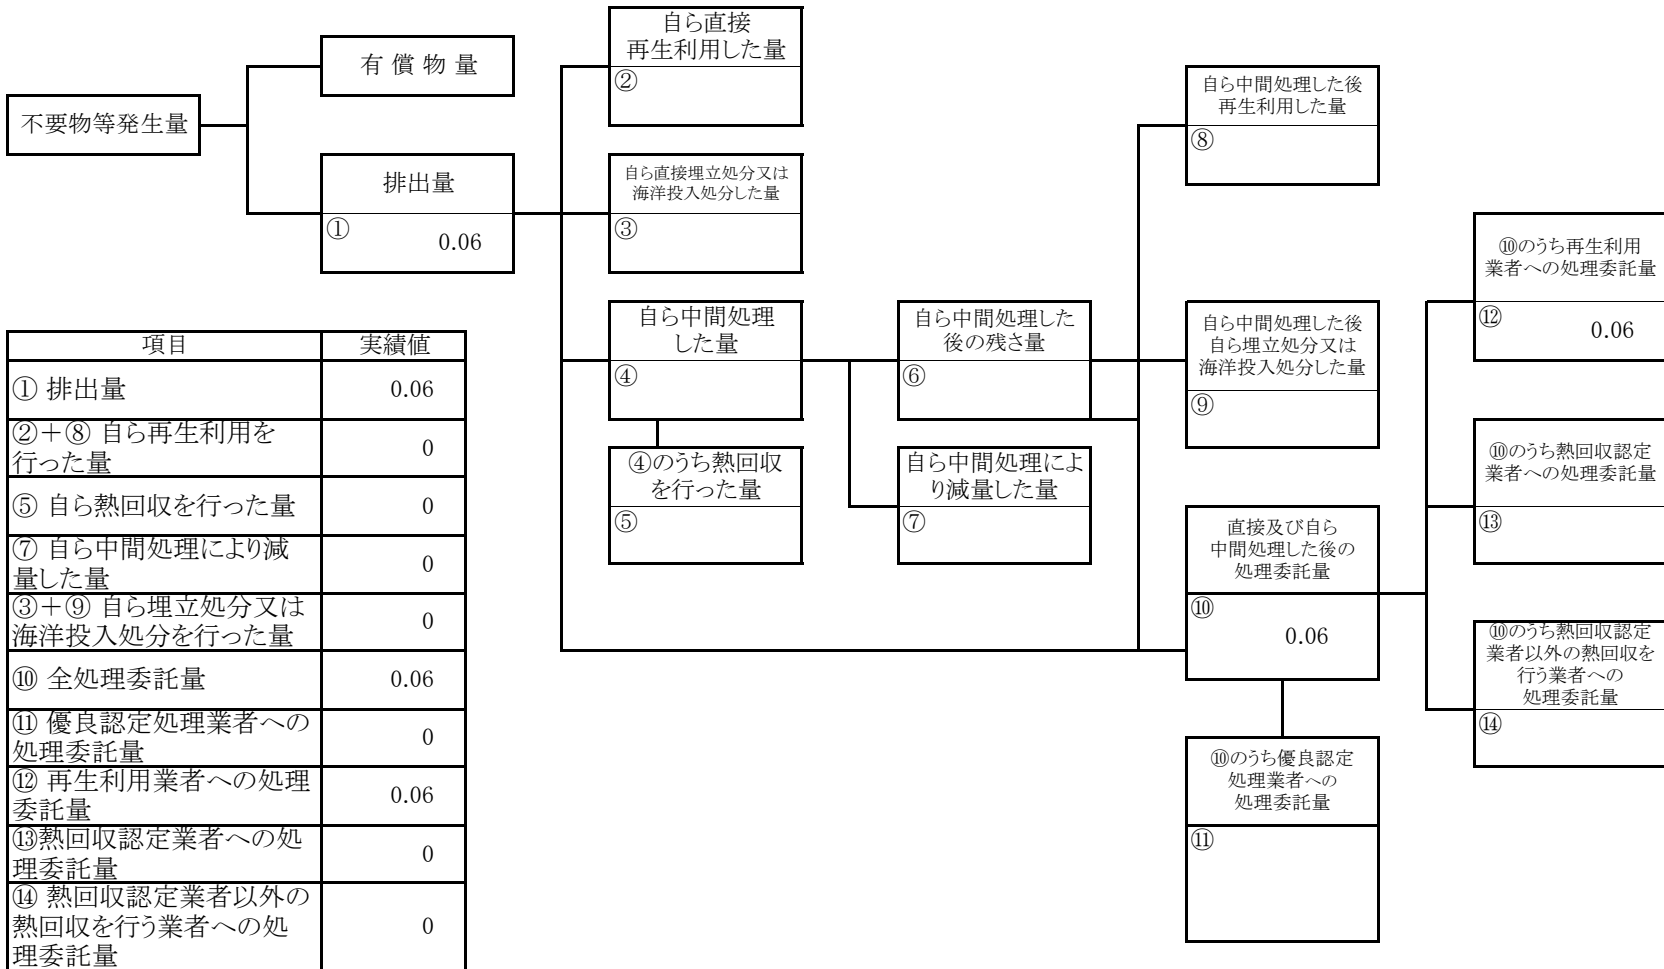 不要物等発生量
有償物量
排出量
①
0.06
自ら直接
再生利用した量
②
自ら直接埋立処分又は
海洋投入処分した量
③
自ら中間処理
した量
④
④のうち熱回収
を行った量
⑤
自ら中間処理した
後の残さ量
⑥
自ら中間処理によ
り減量した量
⑦
自ら中間処理した後
再生利用した量
⑧
自ら中間処理した後
自ら埋立処分又は
海洋投入処分した量
⑨
直接及び自ら
中間処理した後の
処理委託量
⑩
0.06
⑩のうち優良認定
処理業者への
処理委託量
⑪
⑩のうち再生利用
業者への処理委託量
⑫
0.06
⑩のうち熱回収認定
業者への処理委託量
⑬
⑩のうち熱回収認定
業者以外の熱回収を
行う業者への
処理委託量
⑭
項目 実績値
① 排出量 0.06
②＋⑧ 自ら再生利用を
行った量 0
⑤ 自ら熱回収を行った量 0
⑦ 自ら中間処理により減
量した量 0
③＋⑨ 自ら埋立処分又は
海洋投入処分を行った量 0
⑩ 全処理委託量 0.06
⑪ 優良認定処理業者への
処理委託量 0
⑫ 再生利用業者への処理
委託量 0.06
⑬熱回収認定業者への処
理委託量 0
⑭ 熱回収認定業者以外の
熱回収を行う業者への処
理委託量 0